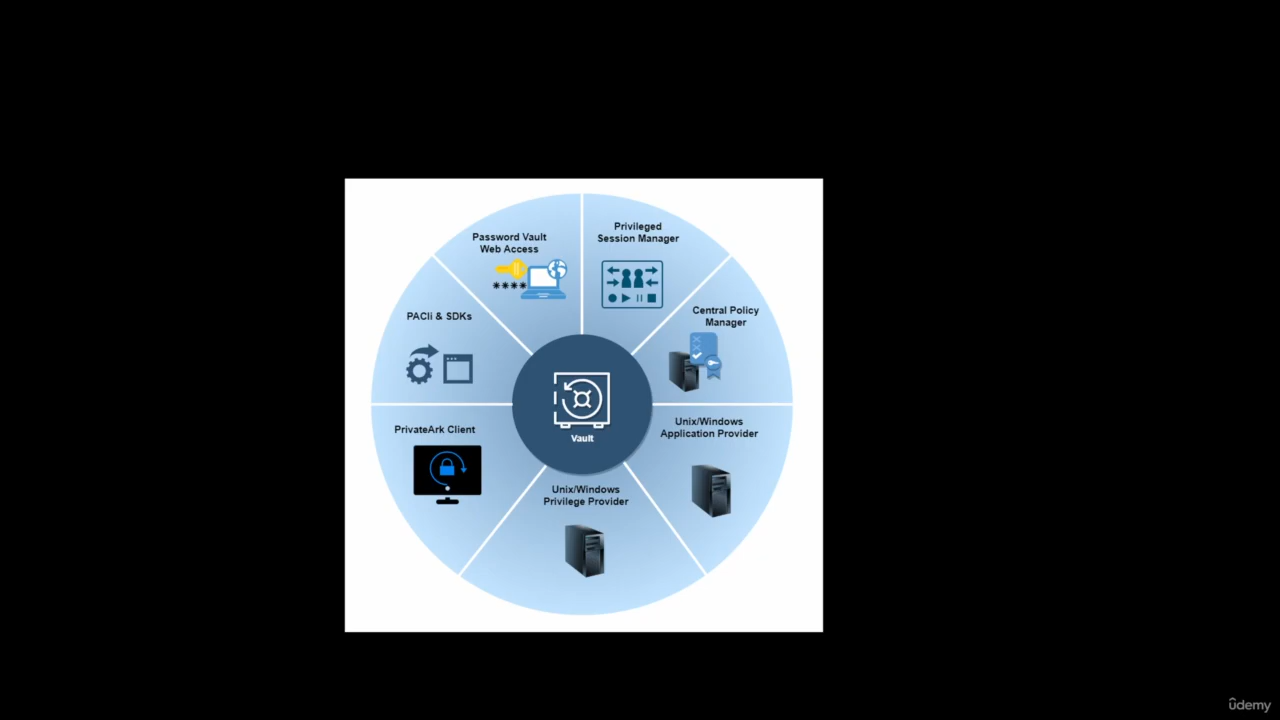 Privileged
Session Manager
Password Vault
Web Access
****
Central Policy
Manager
PACli & SDKs
Unix/Windows
Application Provider
PrivateArk Client
Vault
Unix/Windows
Privilege Provider
ûdemy